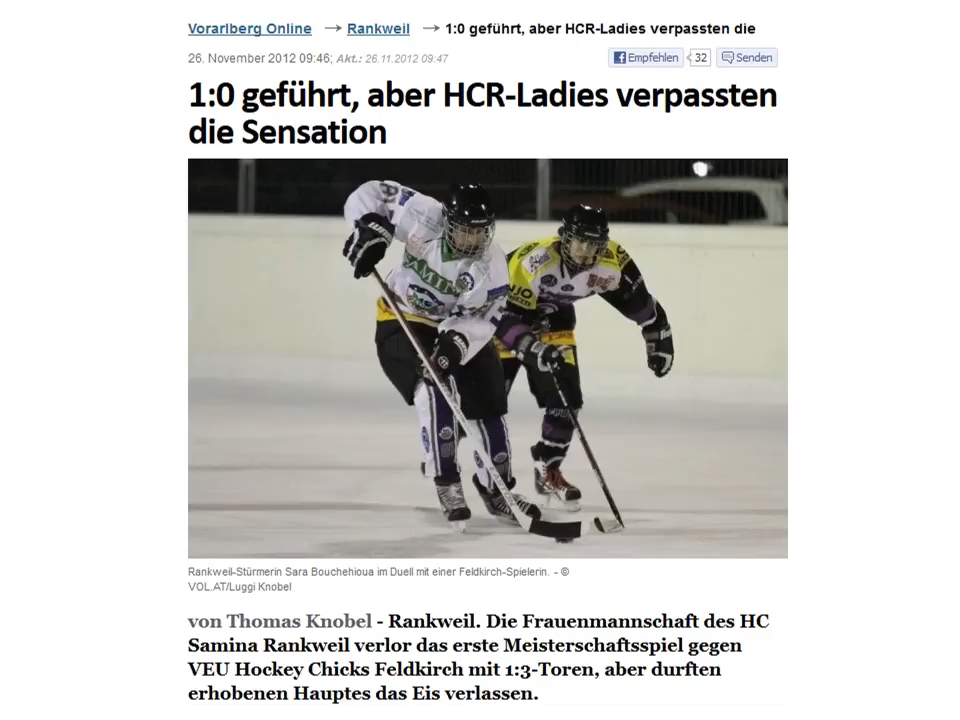 Vorarlberg Online → Rankweil → 1:0 geführt, aber HCR-Ladies verpassten die
26. November 2012 09:46; Akt.: 26.11.2012 09:47
Empfehlen 32 Senden
1:0 geführt, aber HCR-Ladies verpassten
die Sensation
SAMIN
NJO
Rankweil-Stürmerin Sara Bouchehioua im Duell mit einer Feldkirch-Spielerin. - ©
VOL.AT/Luggi Knobel
von Thomas Knobel - Rankweil. Die Frauenmannschaft des HC
Samina Rankweil verlor das erste Meisterschaftsspiel gegen
VEU Hockey Chicks Feldkirch mit 1:3-Toren, aber durften
erhobenen Hauptes das Eis verlassen.